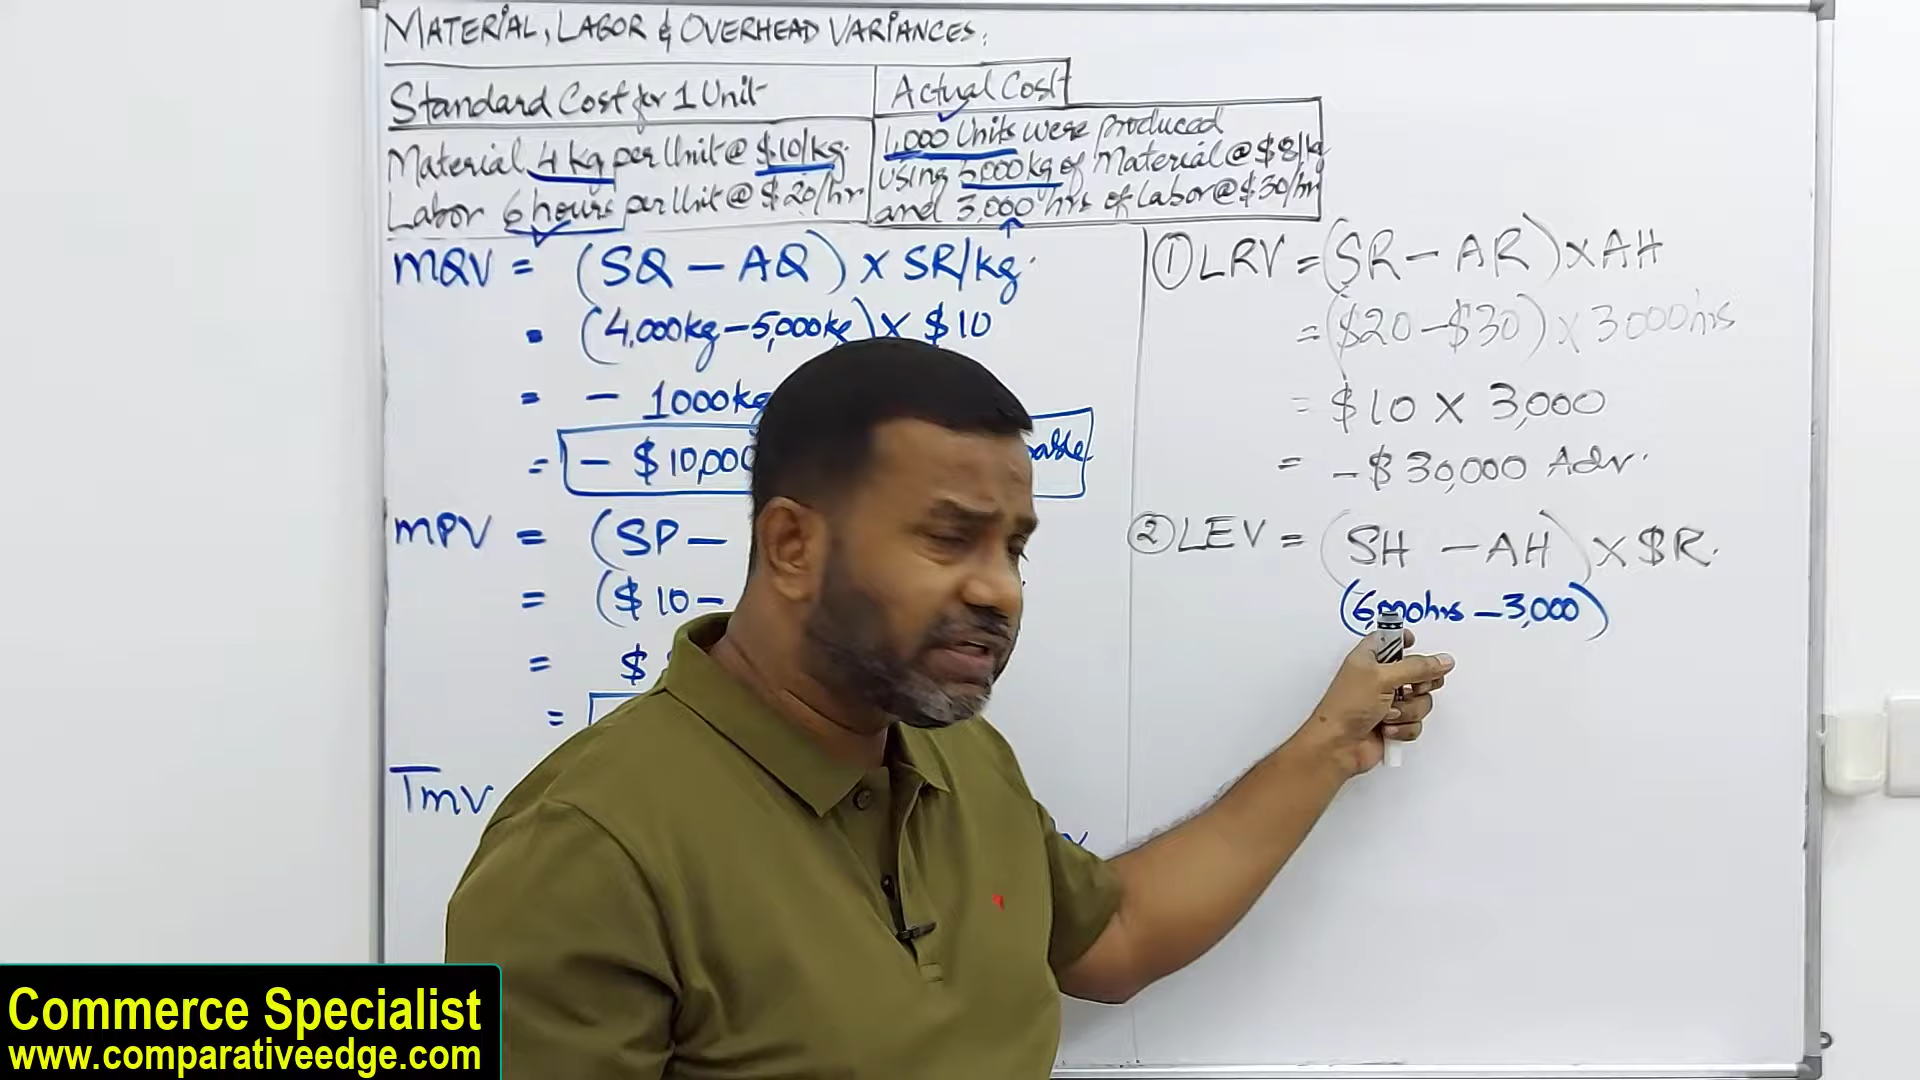 MATERIAL, LABOR & OVERHEAD VARIANCES:
Standard Cost for 1 Unit
Material 4 kg per Unit @ $10/kg.
Labor 6 hours per Unit @ $20/hr
Actual Cost
1,000 Units were produced
using 5,000kg of Material @ $8/kg
and 3,000 hrs of Labor @ $30/hr
MQV = (SQ - AQ) X SR/kg.
= (4,000kg - 5,000kg) X $10
= - 1000kg
= - $10,000
MPV = (SP -
= ($10 -
= $
=
TMV
① LRV = (SR - AR) X AH
= ($20 - $30) X 3000hrs
= $10 X 3,000
= -$30,000 Adv.
② LEV = (SH - AH) X $R.
(6,000hrs - 3,000)
Commerce Specialist
www.comparativeedge.com